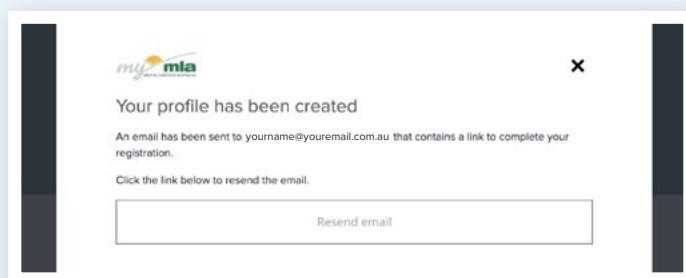 my mla
Your profile has been created
An email has been sent to yourname@youremail.com.au that contains a link to complete your
registration.
Click the link below to resend the email.
Resend email